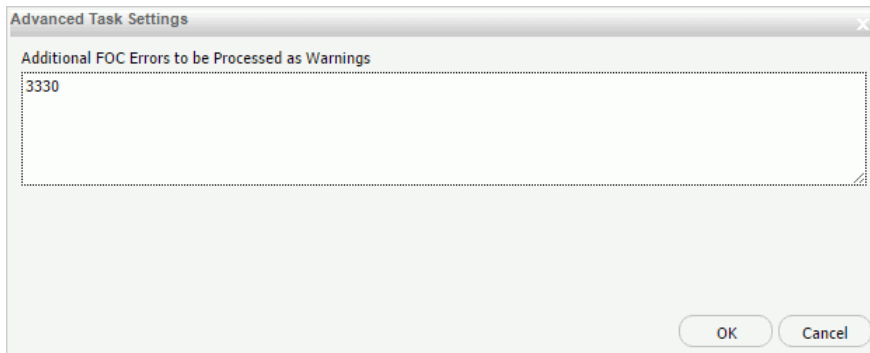 Advanced Task Settings
Additional FOC Errors to be Processed as Warnings
3330
OK
Cancel